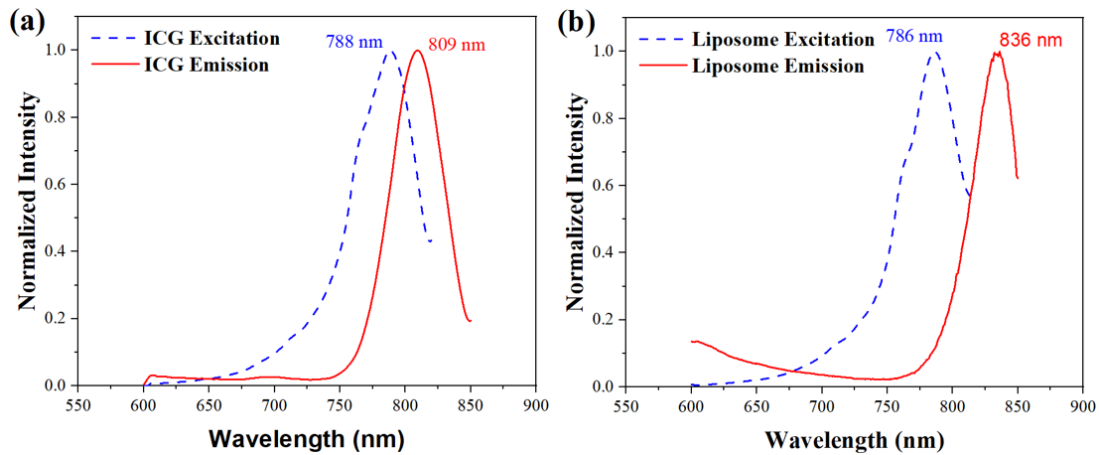 (a)
ICG Excitation
ICG Emission
788 nm
809 nm
1.0
0.8
0.6
0.4
0.2
0.0
Normalized Intensity
550 600 650 700 750 800 850 900
Wavelength (nm)
(b)
Liposome Excitation
Liposome Emission
786 nm
836 nm
1.0
0.8
0.6
0.4
0.2
0.0
Normalized Intensity
550 600 650 700 750 800 850 900
Wavelength (nm)